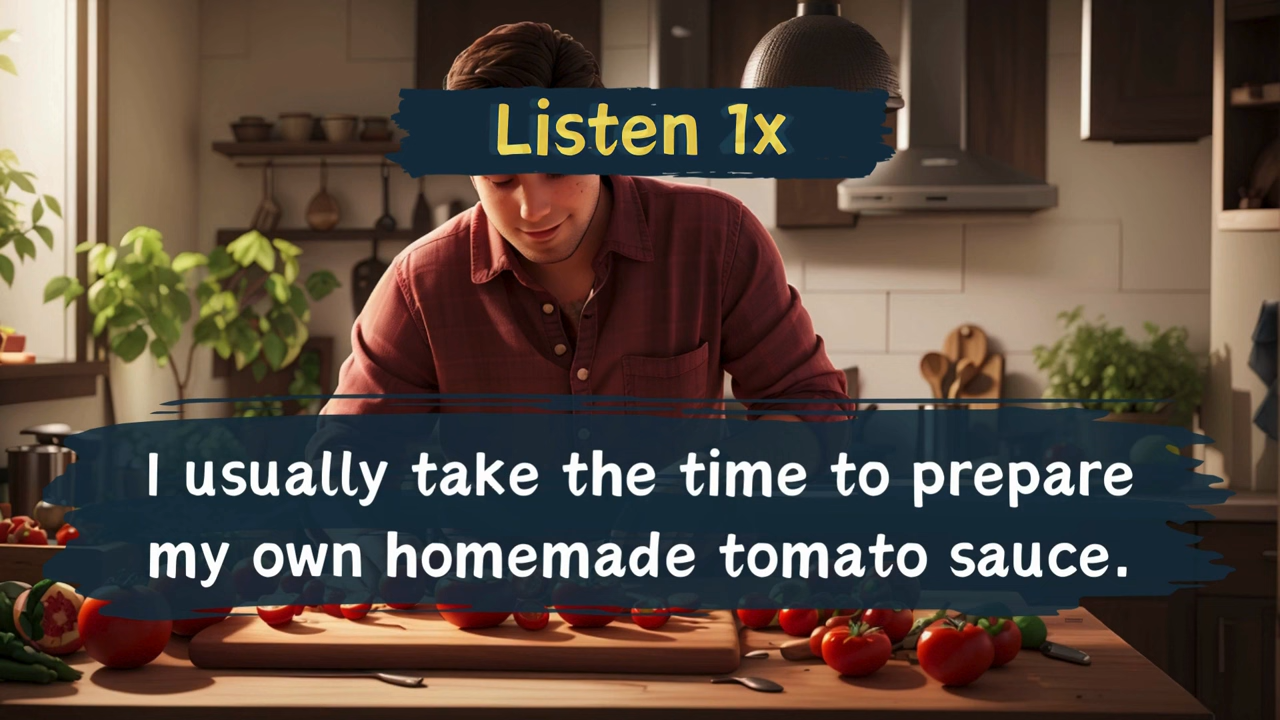 Listen 1x
I usually take the time to prepare
my own homemade tomato sauce.